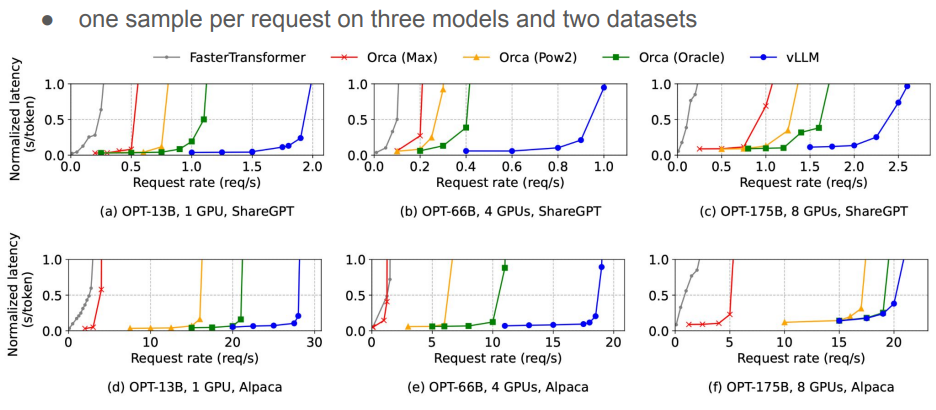 ● one sample per request on three models and two datasets
FasterTransformer Orca (Max) Orca (Pow2) Orca (Oracle) vLLM
Normalized latency
(s/token)
1.0 1.0 1.0
0.5 0.5 0.5
0.0 0.0 0.0
0.0 0.5 1.0 1.5 2.0 0.0 0.2 0.4 0.6 0.8 1.0 0.0 0.5 1.0 1.5 2.0 2.5
Request rate (req/s) Request rate (req/s) Request rate (req/s)
(a) OPT-13B, 1 GPU, ShareGPT (b) OPT-66B, 4 GPUs, ShareGPT (c) OPT-175B, 8 GPUs, ShareGPT
Normalized latency
(s/token)
1.0 1.0 1.0
0.5 0.5 0.5
0.0 0.0 0.0
0 10 20 30 0 5 10 15 20 0 5 10 15 20
Request rate (req/s) Request rate (req/s) Request rate (req/s)
(d) OPT-13B, 1 GPU, Alpaca (e) OPT-66B, 4 GPUs, Alpaca (f) OPT-175B, 8 GPUs, Alpaca